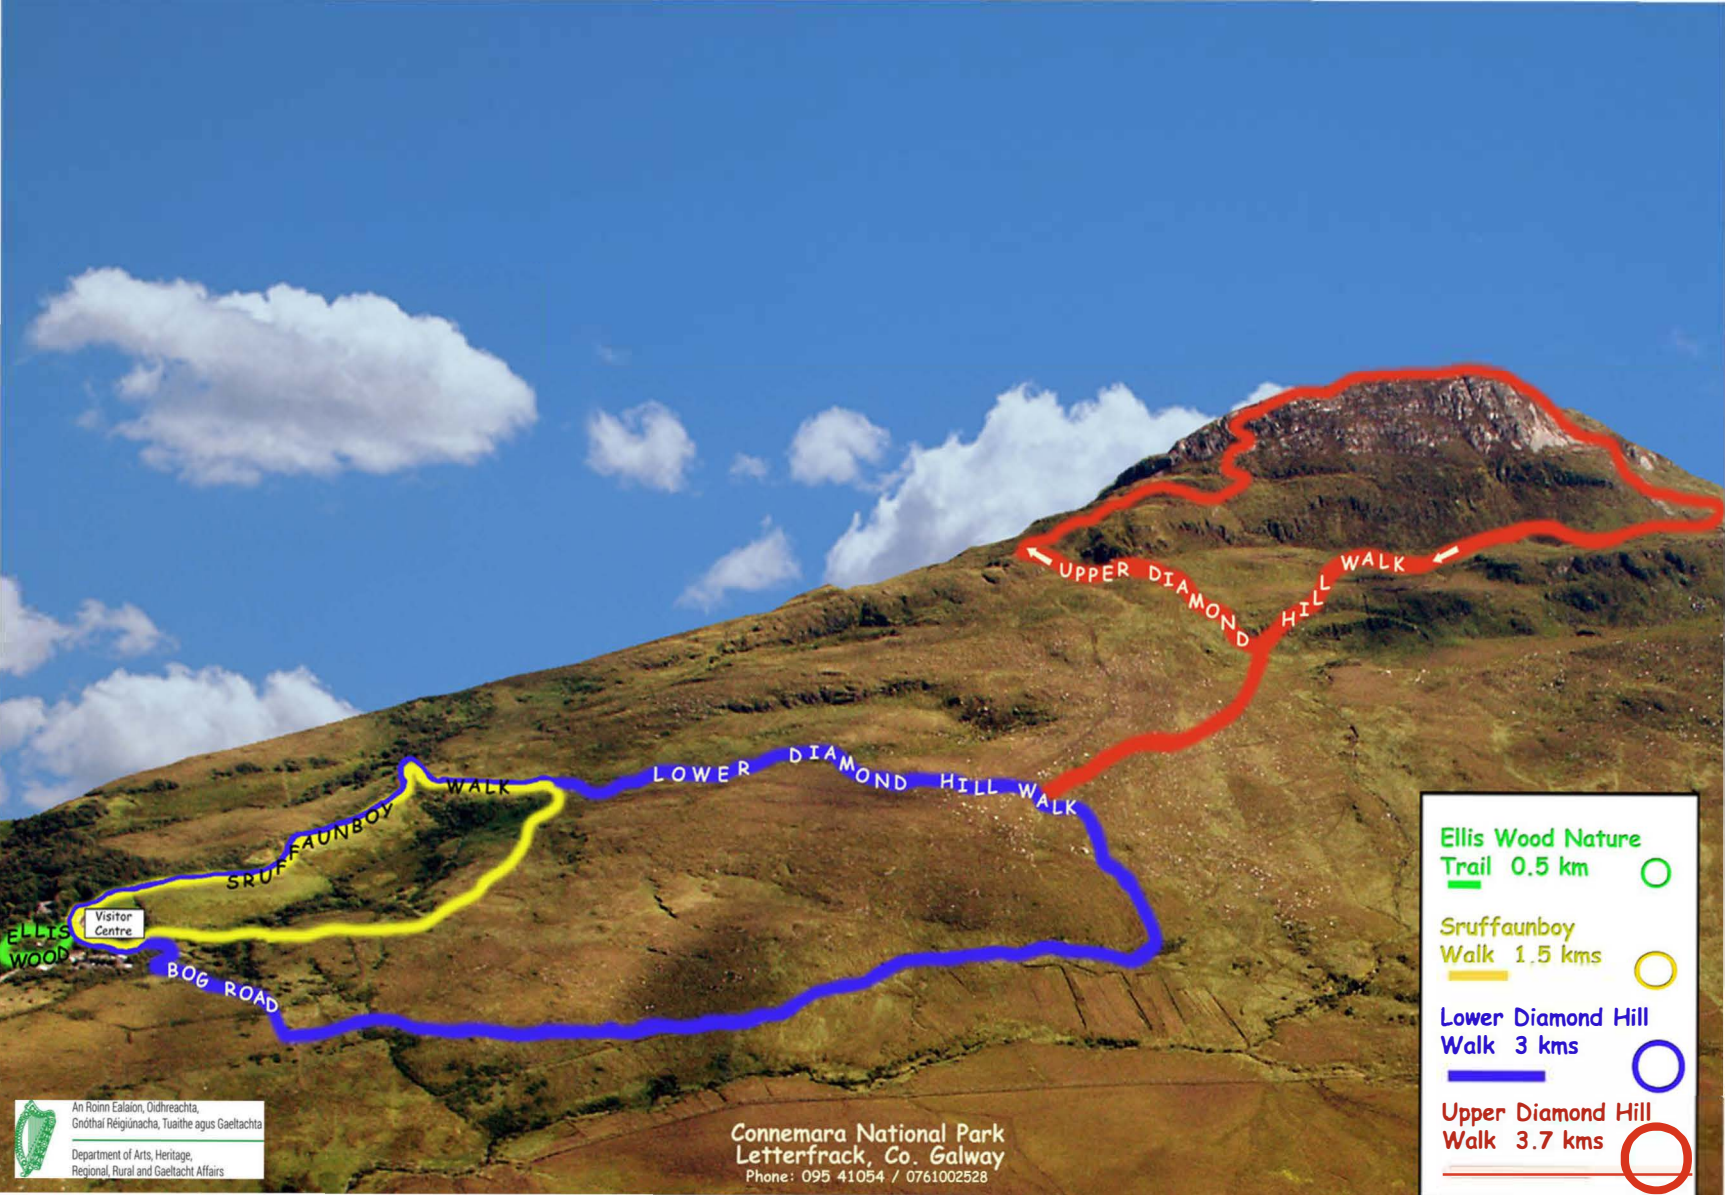 UPPER DIAMOND HILL WALK
LOWER DIAMOND HILL WALK
SRUFFAUNBOY WALK
Visitor
Centre
ELLIS
WOOD
BOG ROAD
Ellis Wood Nature
Trail 0.5 km
Sruffaunboy
Walk 1.5 kms
Lower Diamond Hill
Walk 3 kms
Upper Diamond Hill
Walk 3.7 kms
An Roinn Ealaíon, Oidhreachta,
Gnóthaí Réigiúnacha, Tuaithe agus Gaeltachta
Department of Arts, Heritage,
Regional, Rural and Gaeltacht Affairs
Connemara National Park
Letterfrack, Co. Galway
Phone: 095 41054 / 0761002528